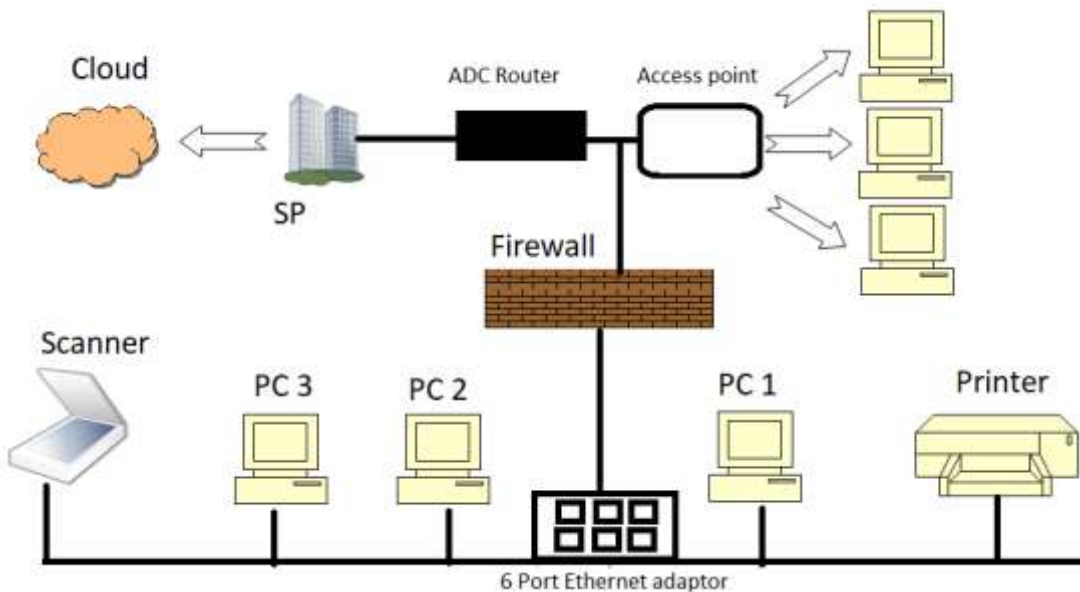 Cloud
ADC Router
Access point
SP
Firewall
Scanner
PC 3
PC 2
PC 1
Printer
6 Port Ethernet adaptor